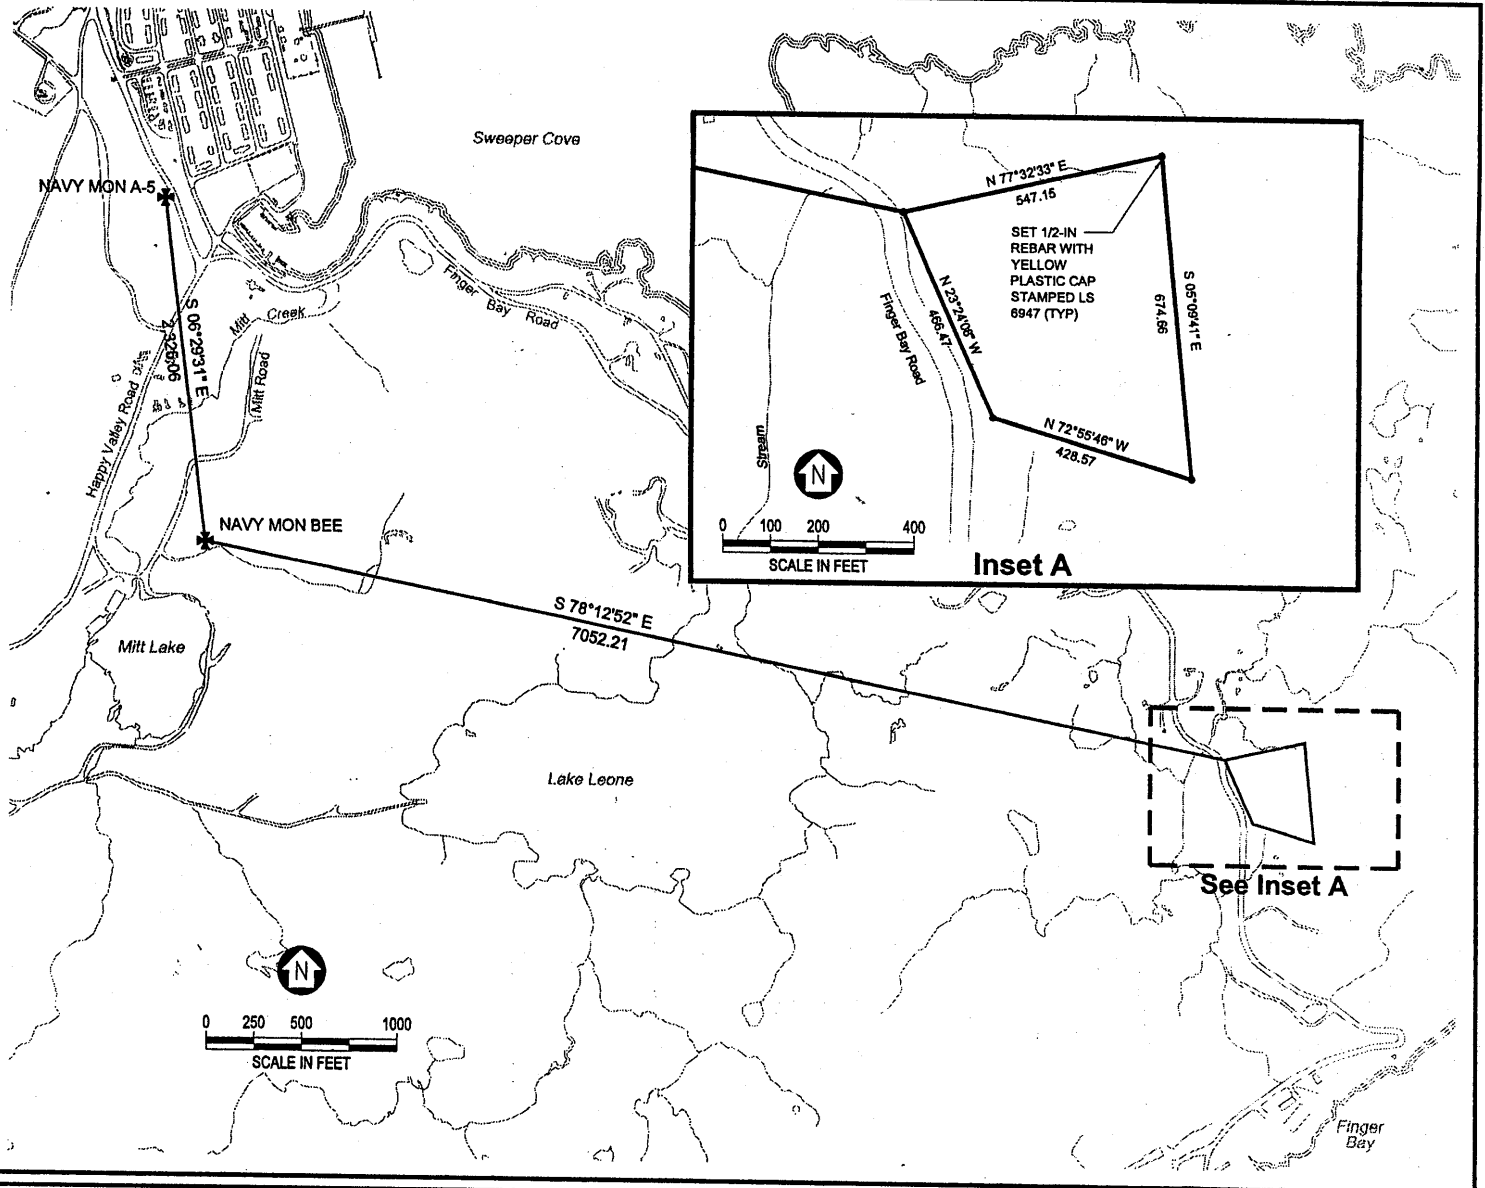 Sweeper Cove
NAVY MON A-5
S 06°29'31" E
2,326.06
Mitt Creek
Finger Bay Road
Mitt Road
Happy Valley Road
NAVY MON BEE
Mitt Lake
S 78°12'52" E
7052.21
Lake Leone
N
0 250 500 1000
SCALE IN FEET
N 77°32'33" E
547.15
SET 1/2-IN
REBAR WITH
YELLOW
PLASTIC CAP
STAMPED LS
6947 (TYP)
S 05°09'41" E
674.66
N 23°24'08" W
466.47
Finger Bay Road
N 72°55'46" W
428.57
Stream
N
0 100 200 400
SCALE IN FEET
Inset A
See Inset A
Finger
Bay